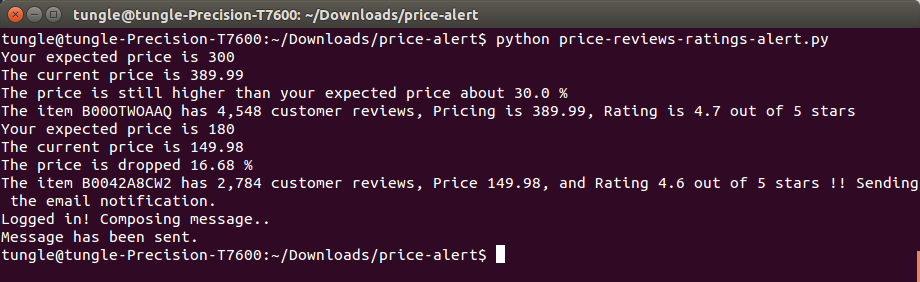 tungle@tungle-Precision-T7600: ~/Downloads/price-alert
tungle@tungle-Precision-T7600:~/Downloads/price-alert$ python price-reviews-ratings-alert.py
Your expected price is 300
The current price is 389.99
The price is still higher than your expected price about 30.0 %
The item B00OTWOAAQ has 4,548 customer reviews, Pricing is 389.99, Rating is 4.7 out of 5 stars
Your expected price is 180
The current price is 149.98
The price is dropped 16.68 %
The item B0042A8CW2 has 2,784 customer reviews, Price 149.98, and Rating 4.6 out of 5 stars !! Sending
 the email notification.
Logged in! Composing message..
Message has been sent.
tungle@tungle-Precision-T7600:~/Downloads/price-alert$